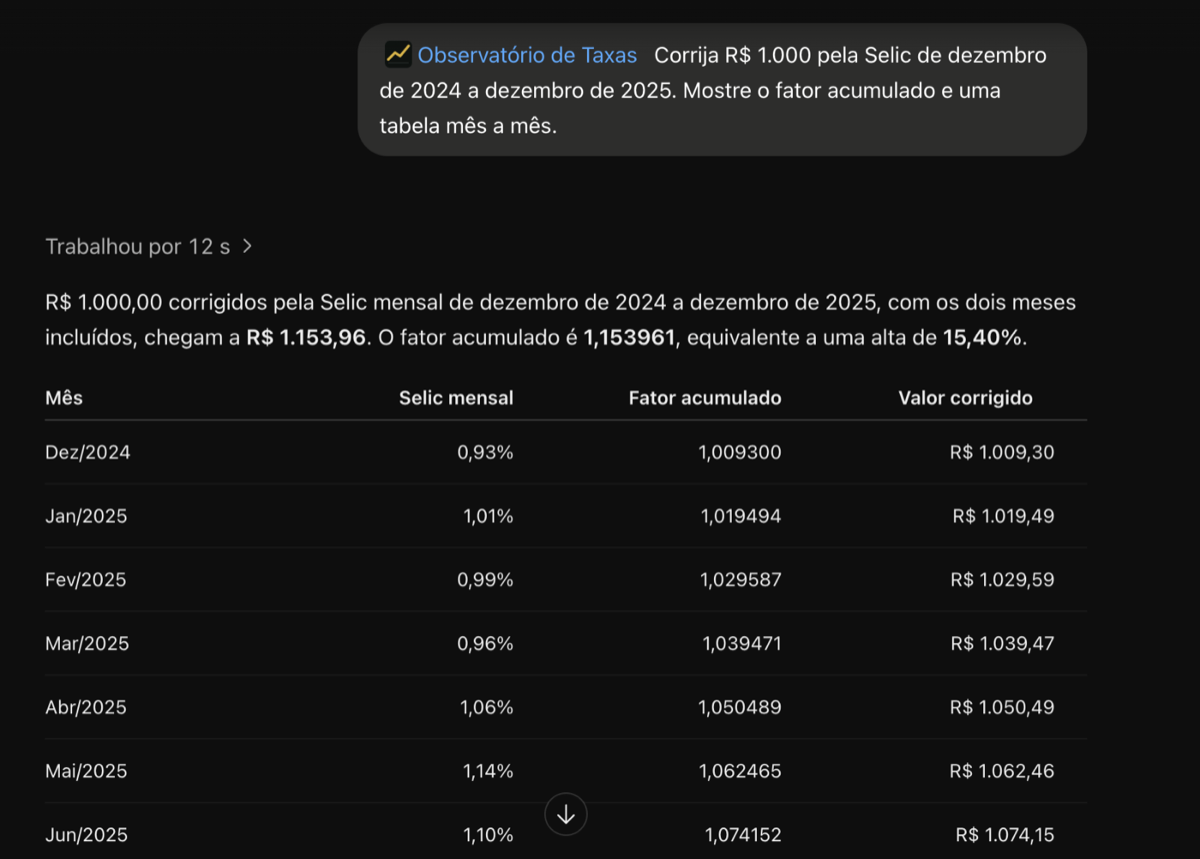 Observatório de Taxas Corrija R$ 1.000 pela Selic de dezembro
de 2024 a dezembro de 2025. Mostre o fator acumulado e uma
tabela mês a mês.
Trabalhou por 12 s >
R$ 1.000,00 corrigidos pela Selic mensal de dezembro de 2024 a dezembro de 2025, com os dois meses
incluídos, chegam a R$ 1.153,96. O fator acumulado é 1,153961, equivalente a uma alta de 15,40%.
Mês Selic mensal Fator acumulado Valor corrigido
Dez/2024 0,93% 1,009300 R$ 1.009,30
Jan/2025 1,01% 1,019494 R$ 1.019,49
Fev/2025 0,99% 1,029587 R$ 1.029,59
Mar/2025 0,96% 1,039471 R$ 1.039,47
Abr/2025 1,06% 1,050489 R$ 1.050,49
Mai/2025 1,14% 1,062465 R$ 1.062,46
Jun/2025 1,10% 1,074152 R$ 1.074,15